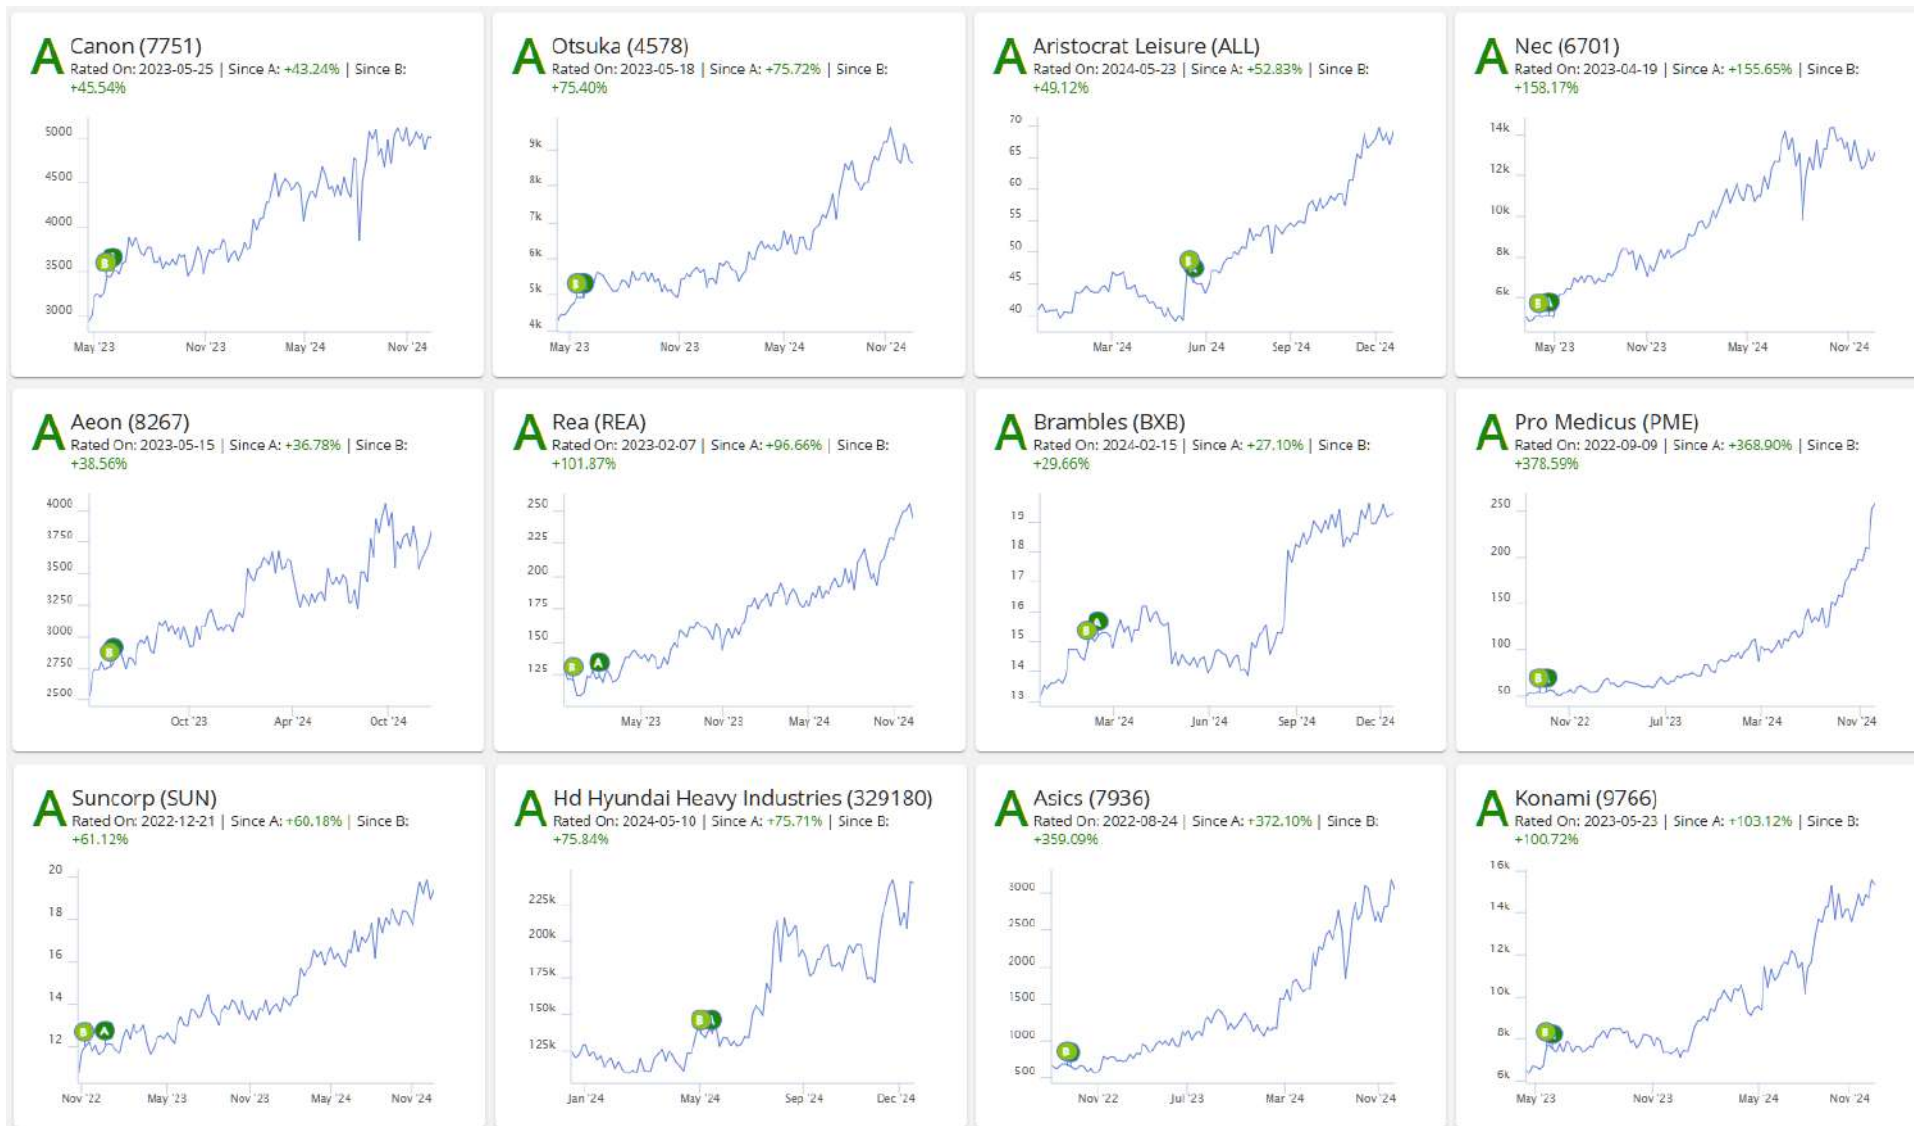 A Canon (7751)
Rated On: 2023-05-25 | Since A: +43.24% | Since B:
+45.54%
5000
4500
4000
3500
3000
B
May '23 Nov '23 May '24 Nov '24
A Otsuka (4578)
Rated On: 2023-05-18 | Since A: +75.72% | Since B:
+75.40%
9k
8k
7k
6k
5k
4k
B
May '23 Nov '23 May '24 Nov '24
A Aristocrat Leisure (ALL)
Rated On: 2024-05-23 | Since A: +52.83% | Since B:
+49.12%
70
65
60
55
50
45
40
B A
Mar '24 Jun '24 Sep '24 Dec '24
A Nec (6701)
Rated On: 2023-04-19 | Since A: +155.65% | Since B:
+158.17%
14k
12k
10k
8k
6k
B A
May '23 Nov '23 May '24 Nov '24
A Aeon (8267)
Rated On: 2023-05-15 | Since A: +36.78% | Since B:
+38.56%
4000
3750
3500
3250
3000
2750
2500
B
Oct '23 Apr '24 Oct '24
A Rea (REA)
Rated On: 2023-02-07 | Since A: +96.66% | Since B:
+101.87%
250
225
200
175
150
125
B A
May '23 Nov '23 May '24 Nov '24
A Brambles (BXB)
Rated On: 2024-02-15 | Since A: +27.10% | Since B:
+29.66%
19
18
17
16
15
14
13
B A
Mar '24 Jun '24 Sep '24 Dec '24
A Pro Medicus (PME)
Rated On: 2022-09-09 | Since A: +368.90% | Since B:
+378.59%
250
200
150
100
50
B A
Nov '22 Jul '23 Mar '24 Nov '24
A Suncorp (SUN)
Rated On: 2022-12-21 | Since A: +60.18% | Since B:
+61.12%
20
18
16
14
12
B A
Nov '22 May '23 Nov '23 May '24 Nov '24
A Hd Hyundai Heavy Industries (329180)
Rated On: 2024-05-10 | Since A: +75.71% | Since B:
+75.84%
225k
200k
175k
150k
125k
B A
Jan '24 May '24 Sep '24 Dec '24
A Asics (7936)
Rated On: 2022-08-24 | Since A: +372.10% | Since B:
+359.09%
3000
2500
2000
1500
1000
500
B
Nov '22 Jul '23 Mar '24 Nov '24
A Konami (9766)
Rated On: 2023-05-23 | Since A: +103.12% | Since B:
+100.72%
16k
14k
12k
10k
8k
6k
B
May '23 Nov '23 May '24 Nov '24